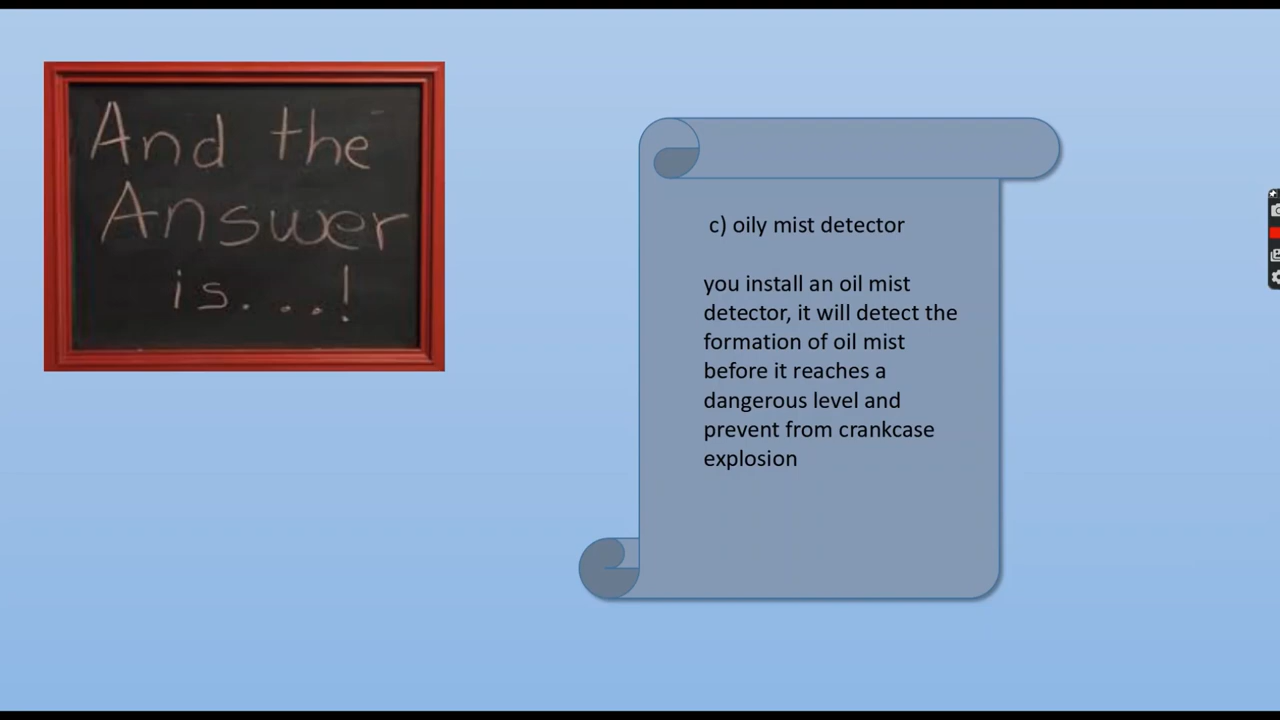 And the
Answer
is...!
c) oily mist detector
you install an oil mist
detector, it will detect the
formation of oil mist
before it reaches a
dangerous level and
prevent from crankcase
explosion